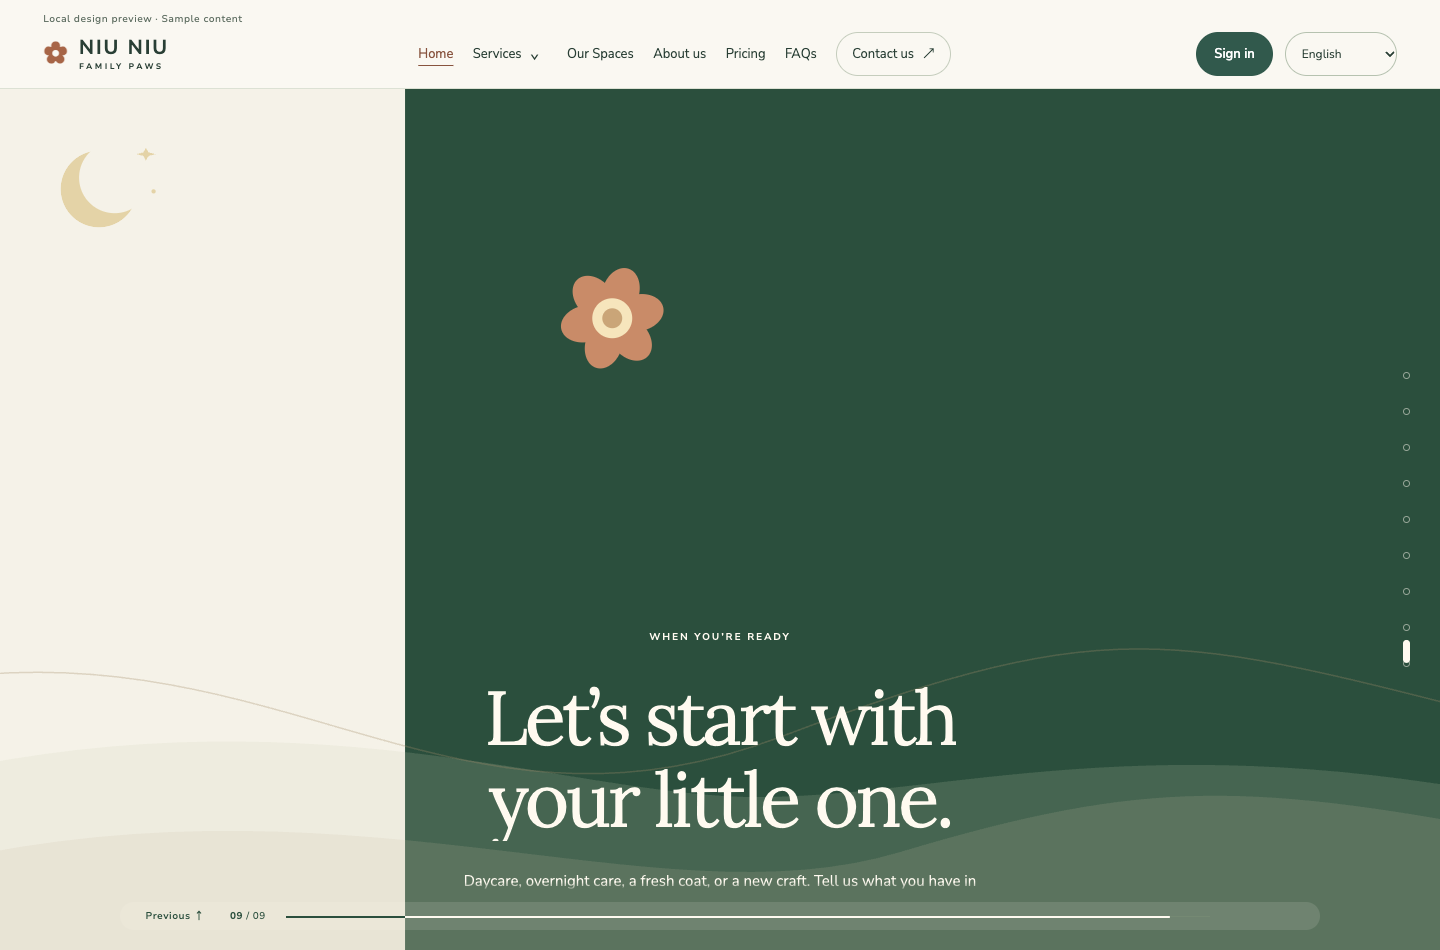 Local design preview · Sample content
NIU NIU
FAMILY PAWS
Home Services Our Spaces About us Pricing FAQs Contact us ↗
Sign in
English
WHEN YOU'RE READY
Let’s start with
your little one.
Daycare, overnight care, a fresh coat, or a new craft. Tell us what you have in
Previous ↑ 09 / 09